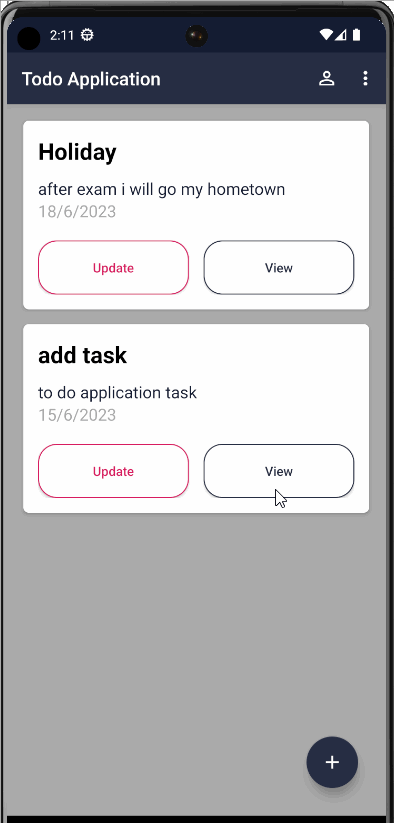 2:11
Todo Application
Holiday
after exam i will go my hometown
18/6/2023
Update
View
add task
to do application task
15/6/2023
Update
View
+